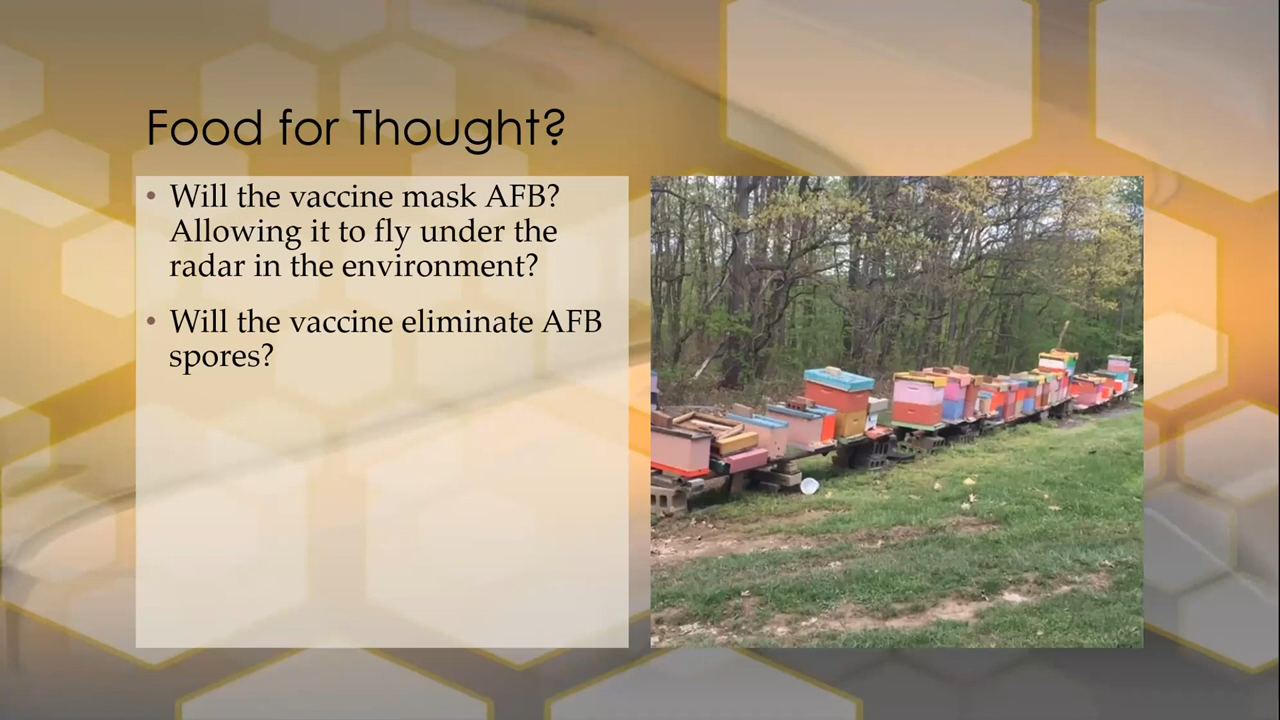 Food for Thought?
• Will the vaccine mask AFB?
Allowing it to fly under the
radar in the environment?
• Will the vaccine eliminate AFB
spores?